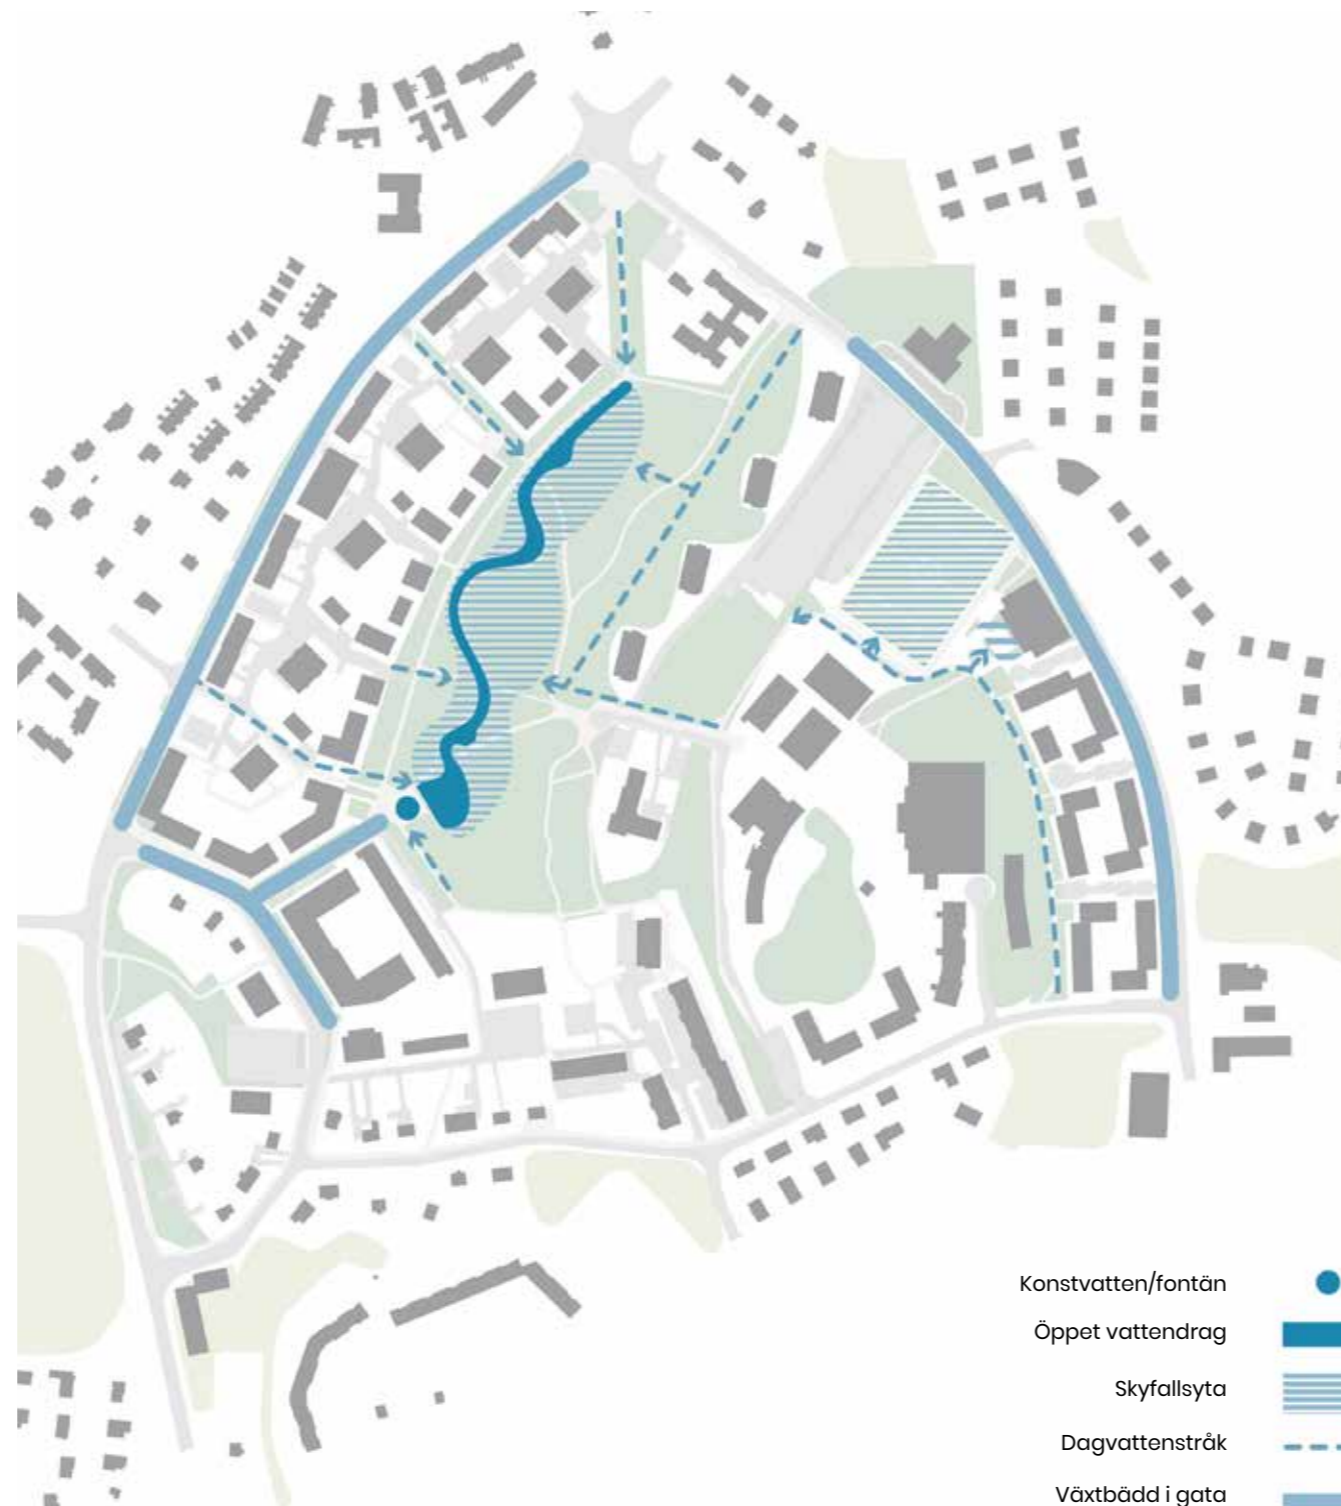 Konstvatten/fontän
Öppet vattendrag
Skyfallsyta
Dagvattenstråk
Växtbädd i gata